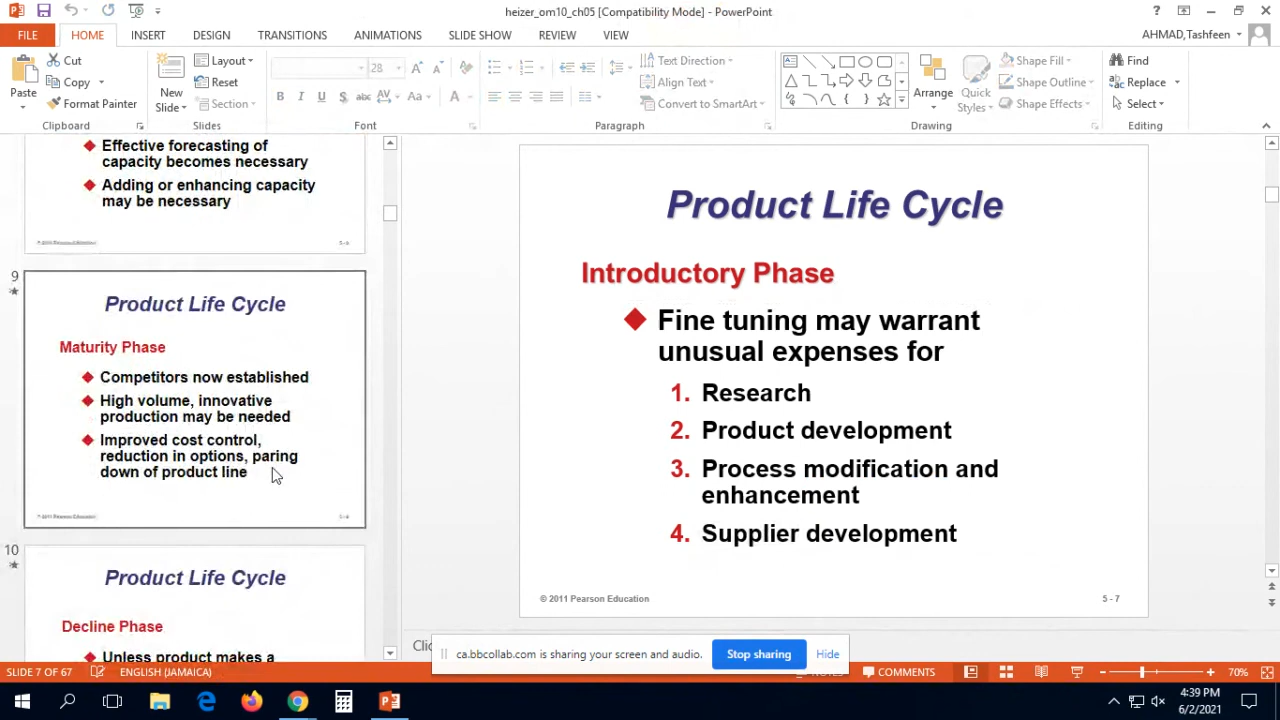 heizer_om10_ch05 [Compatibility Mode] - PowerPoint
?
FILE HOME INSERT DESIGN TRANSITIONS ANIMATIONS SLIDE SHOW REVIEW VIEW AHMAD,Tashfeen
Paste
Cut
Copy
Format Painter
Clipboard
New
Slide
Layout
Reset
Section
Slides
28
B I U S abc AV Aa A
Font
Text Direction
Align Text
Convert to SmartArt
Paragraph
Arrange
Quick
Styles
Shape Fill
Shape Outline
Shape Effects
Drawing
Find
Replace
Select
Editing
Effective forecasting of
capacity becomes necessary
Adding or enhancing capacity
may be necessary
9
Product Life Cycle
Maturity Phase
Competitors now established
High volume, innovative
production may be needed
Improved cost control,
reduction in options, paring
down of product line
10
Product Life Cycle
Decline Phase
Unless product makes a
Product Life Cycle
Introductory Phase
Fine tuning may warrant
unusual expenses for
1. Research
2. Product development
3. Process modification and
enhancement
4. Supplier development
© 2011 Pearson Education 5 - 7
Clic
ca.bbcollab.com is sharing your screen and audio. Stop sharing Hide
SLIDE 7 OF 67 ENGLISH (JAMAICA) COMMENTS 70%
4:39 PM
6/2/2021